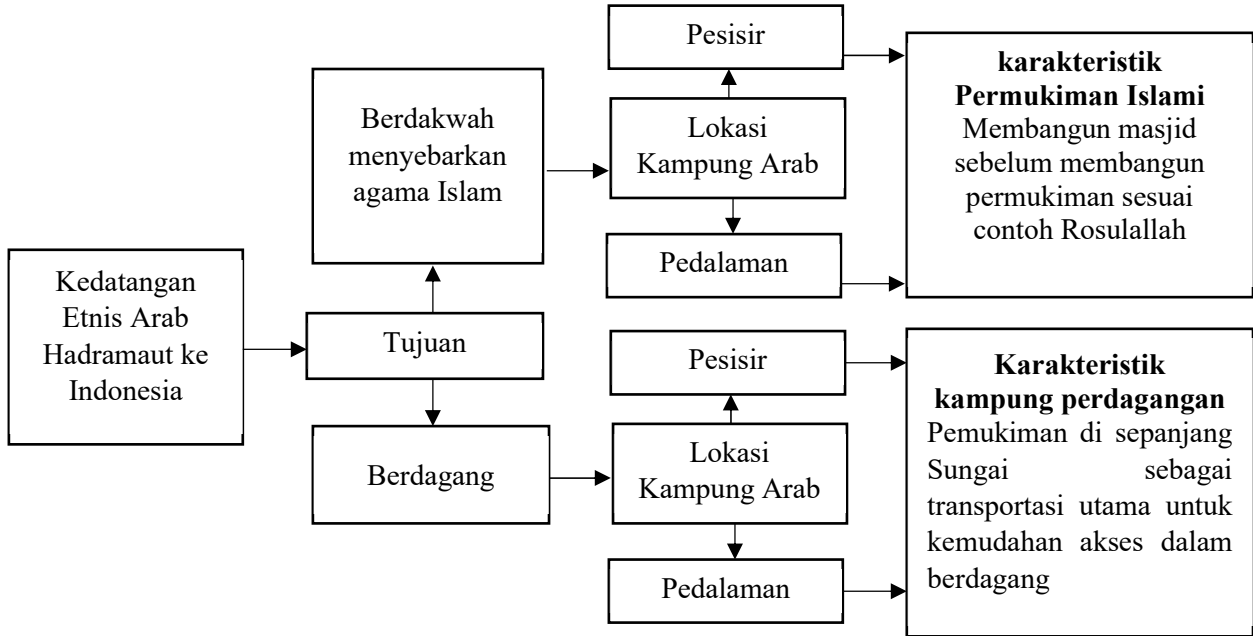 Kedatangan
Etnis Arab
Hadramaut ke
Indonesia
Tujuan
Berdakwah
menyebarkan
agama Islam
Pesisir
Lokasi
Kampung Arab
Pedalaman
karakteristik
Permukiman Islami
Membangun masjid
sebelum membangun
permukiman sesuai
contoh Rosulallah
Berdagang
Pesisir
Lokasi
Kampung Arab
Pedalaman
Karakteristik
kampung perdagangan
Pemukiman di sepanjang
Sungai sebagai
transportasi utama untuk
kemudahan akses dalam
berdagang